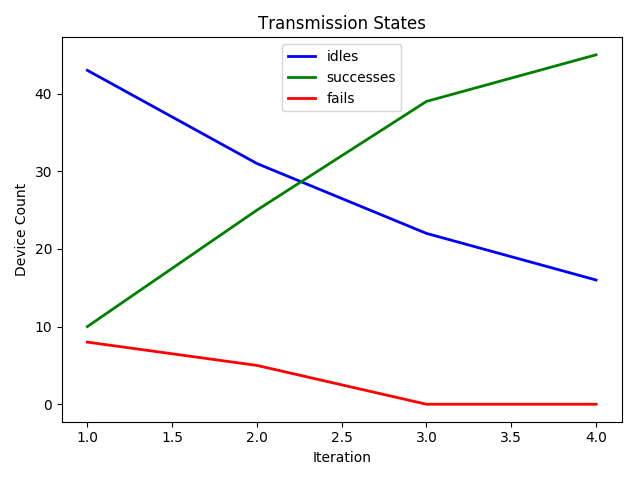 Transmission States
idles
successes
fails
Device Count
40
30
20
10
0
1.0 1.5 2.0 2.5 3.0 3.5 4.0
Iteration